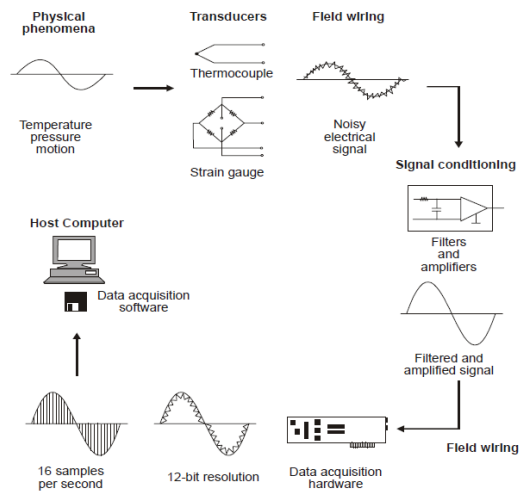 Physical
phenomena
Transducers
Field wiring
Thermocouple
Temperature
pressure
motion
Strain gauge
Noisy
electrical
signal
Signal conditioning
Filters
and
amplifiers
Host Computer
Data acquisition
software
Filtered and
amplified signal
Field wiring
16 samples
per second
12-bit resolution
Data acquisition
hardware